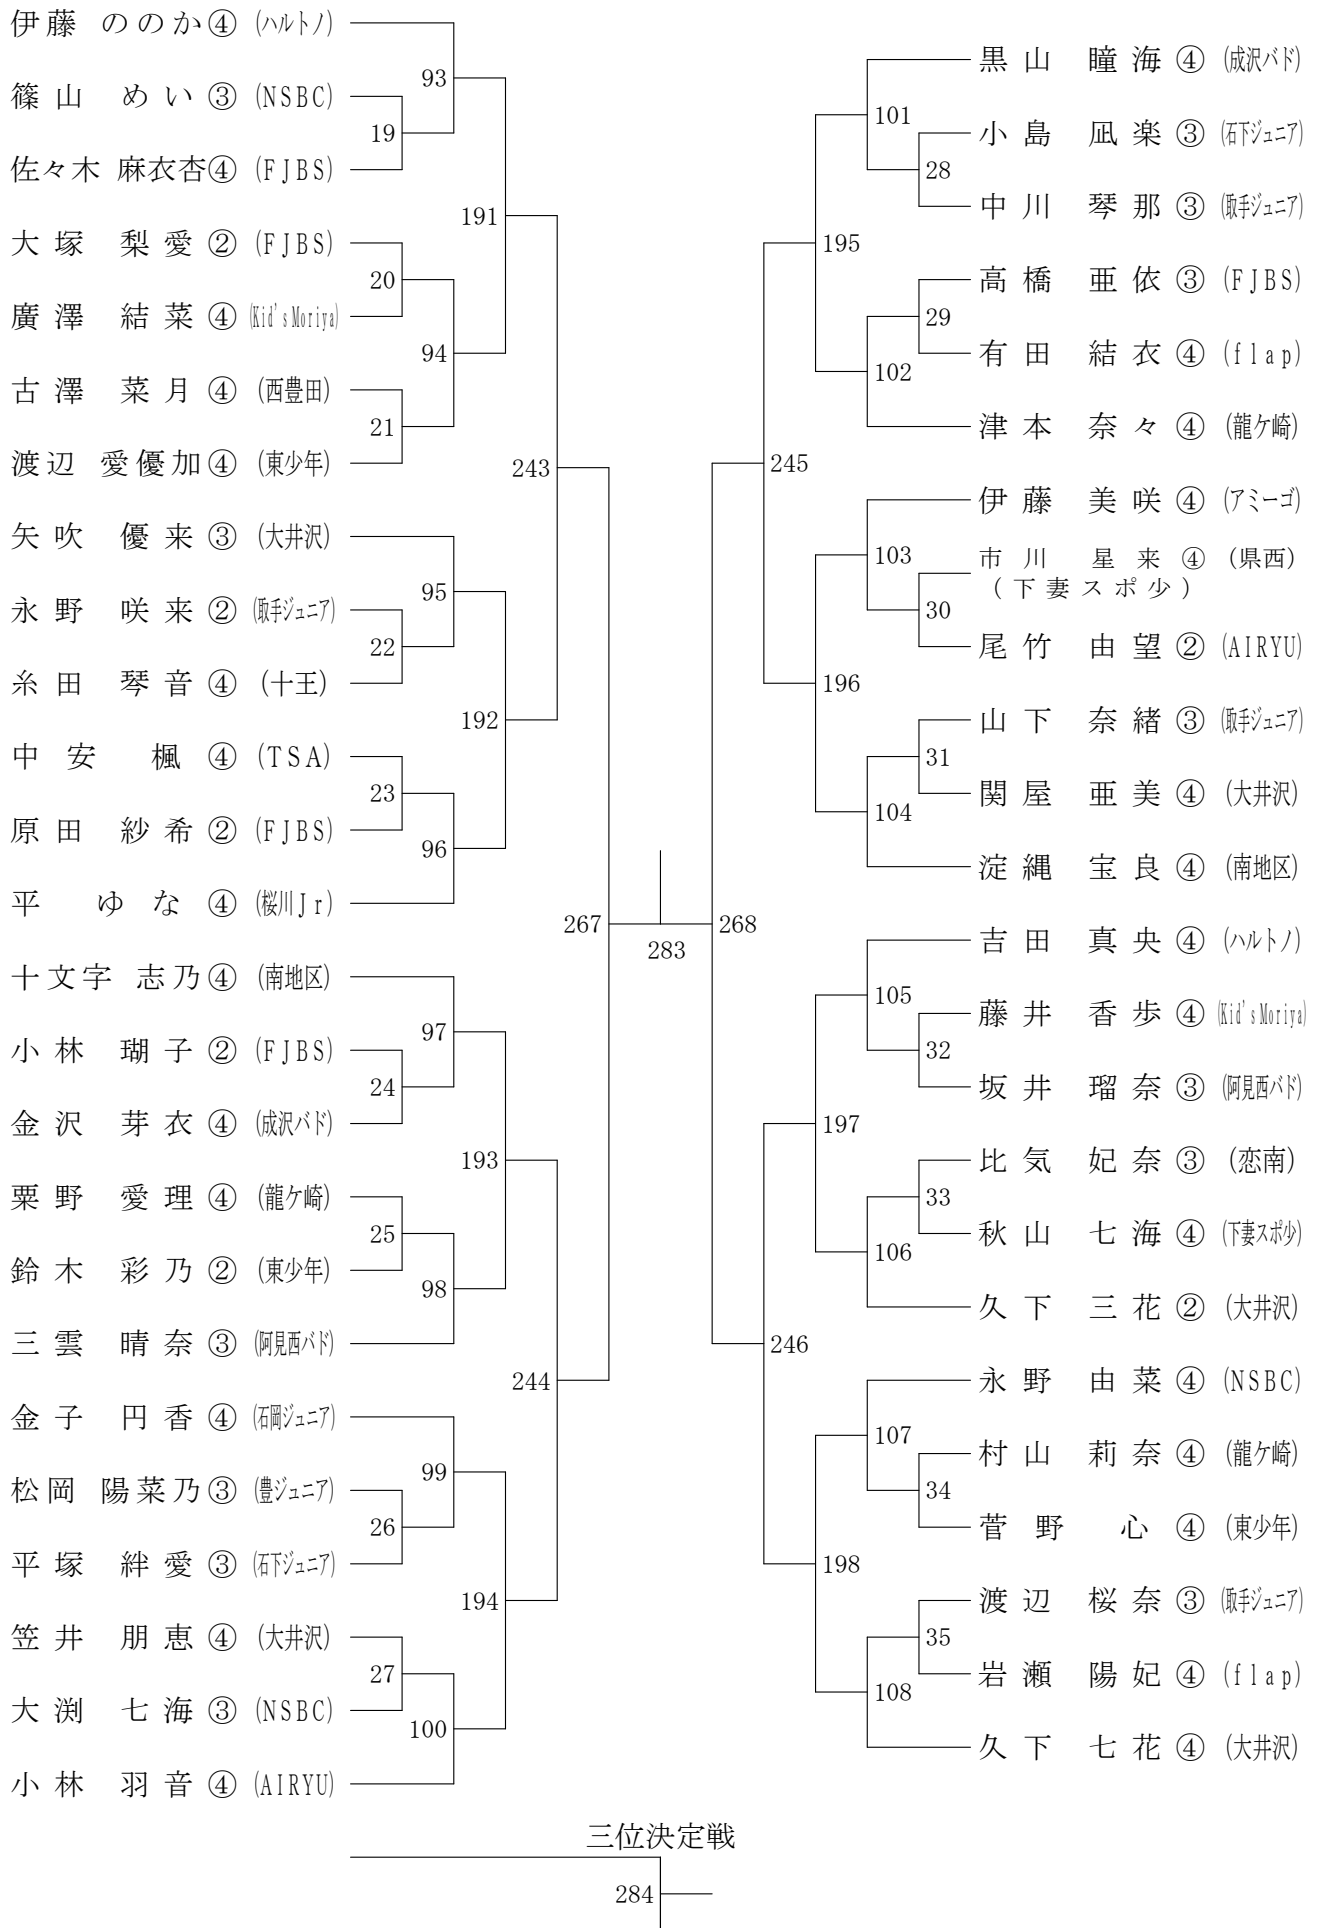 伊藤 ののか④ (ハルトノ)
篠山 めい③ (NSBC)
佐々木 麻衣杏④ (FJBS)
大塚 梨愛② (FJBS)
廣澤 結菜④ (Kid's Moriya)
古澤 菜月④ (西豊田)
渡辺 愛優加④ (東少年)
矢吹 優来③ (大井沢)
永野 咲来② (取手ジュニア)
糸田 琴音④ (十王)
中安 楓④ (TSA)
原田 紗希② (FJBS)
平 ゆな④ (桜川Jr)
十文字 志乃④ (南地区)
小林 瑚子② (FJBS)
金沢 芽衣④ (成沢バド)
粟野 愛理④ (龍ケ崎)
鈴木 彩乃② (東少年)
三雲 晴奈③ (阿見西バド)
金子 円香④ (石岡ジュニア)
松岡 陽菜乃③ (豊ジュニア)
平塚 絆愛③ (石下ジュニア)
笠井 朋恵④ (大井沢)
大渕 七海③ (NSBC)
小林 羽音④ (AIRYU)
19
20
21
22
23
24
25
26
27
93
94
95
96
97
98
99
100
191
192
193
194
243
244
267
283
268
245
246
195
196
197
198
101
102
103
104
105
106
107
108
28
29
30
31
32
33
34
35
黒山 瞳海④ (成沢バド)
小島 凪楽③ (石下ジュニア)
中川 琴那③ (取手ジュニア)
高橋 亜依③ (FJBS)
有田 結衣④ (flap)
津本 奈々④ (龍ケ崎)
伊藤 美咲④ (アミーゴ)
市川 星来④ (県西)
(下妻スポ少)
尾竹 由望② (AIRYU)
山下 奈緒③ (取手ジュニア)
関屋 亜美④ (大井沢)
淀縄 宝良④ (南地区)
吉田 真央④ (ハルトノ)
藤井 香歩④ (Kid's Moriya)
坂井 瑠奈③ (阿見西バド)
比気 妃奈③ (恋南)
秋山 七海④ (下妻スポ少)
久下 三花② (大井沢)
永野 由菜④ (NSBC)
村山 莉奈④ (龍ケ崎)
菅野 心④ (東少年)
渡辺 桜奈③ (取手ジュニア)
岩瀬 陽妃④ (flap)
久下 七花④ (大井沢)
三位決定戦
284